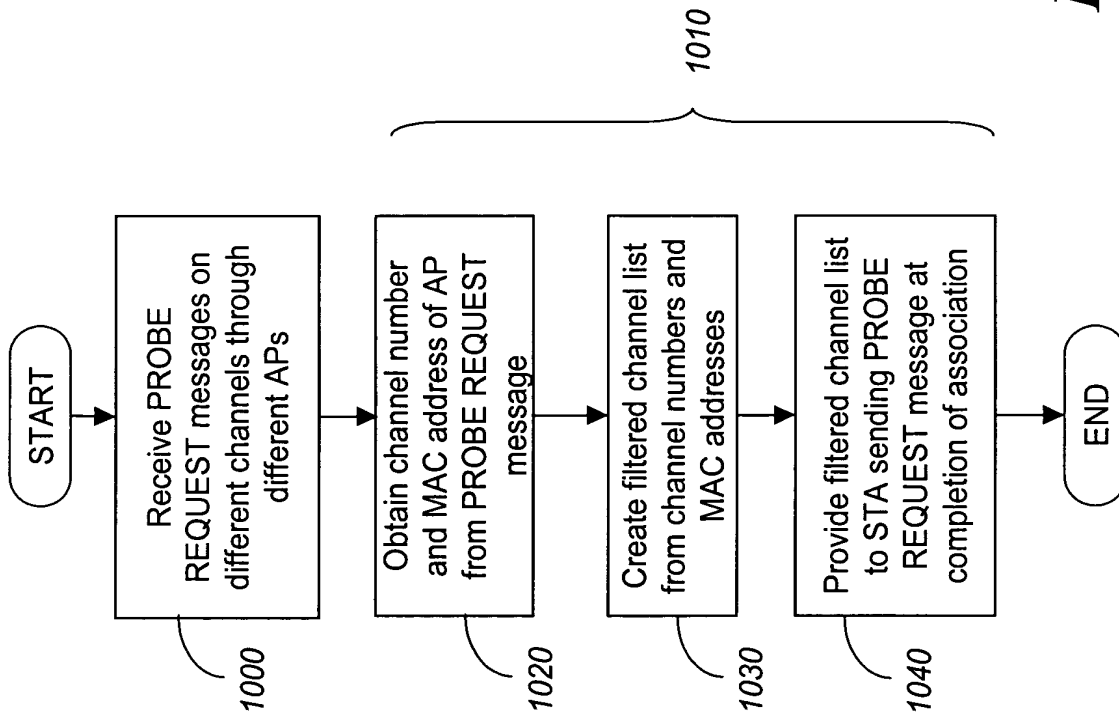 START
Receive PROBE
REQUEST messages on
different channels through
different APs
1000
Obtain channel number
and MAC address of AP
from PROBE REQUEST
message
1020
Create filtered channel list
from channel numbers and
MAC addresses
1030
Provide filtered channel list
to STA sending PROBE
REQUEST message at
completion of association
1040
1010
END